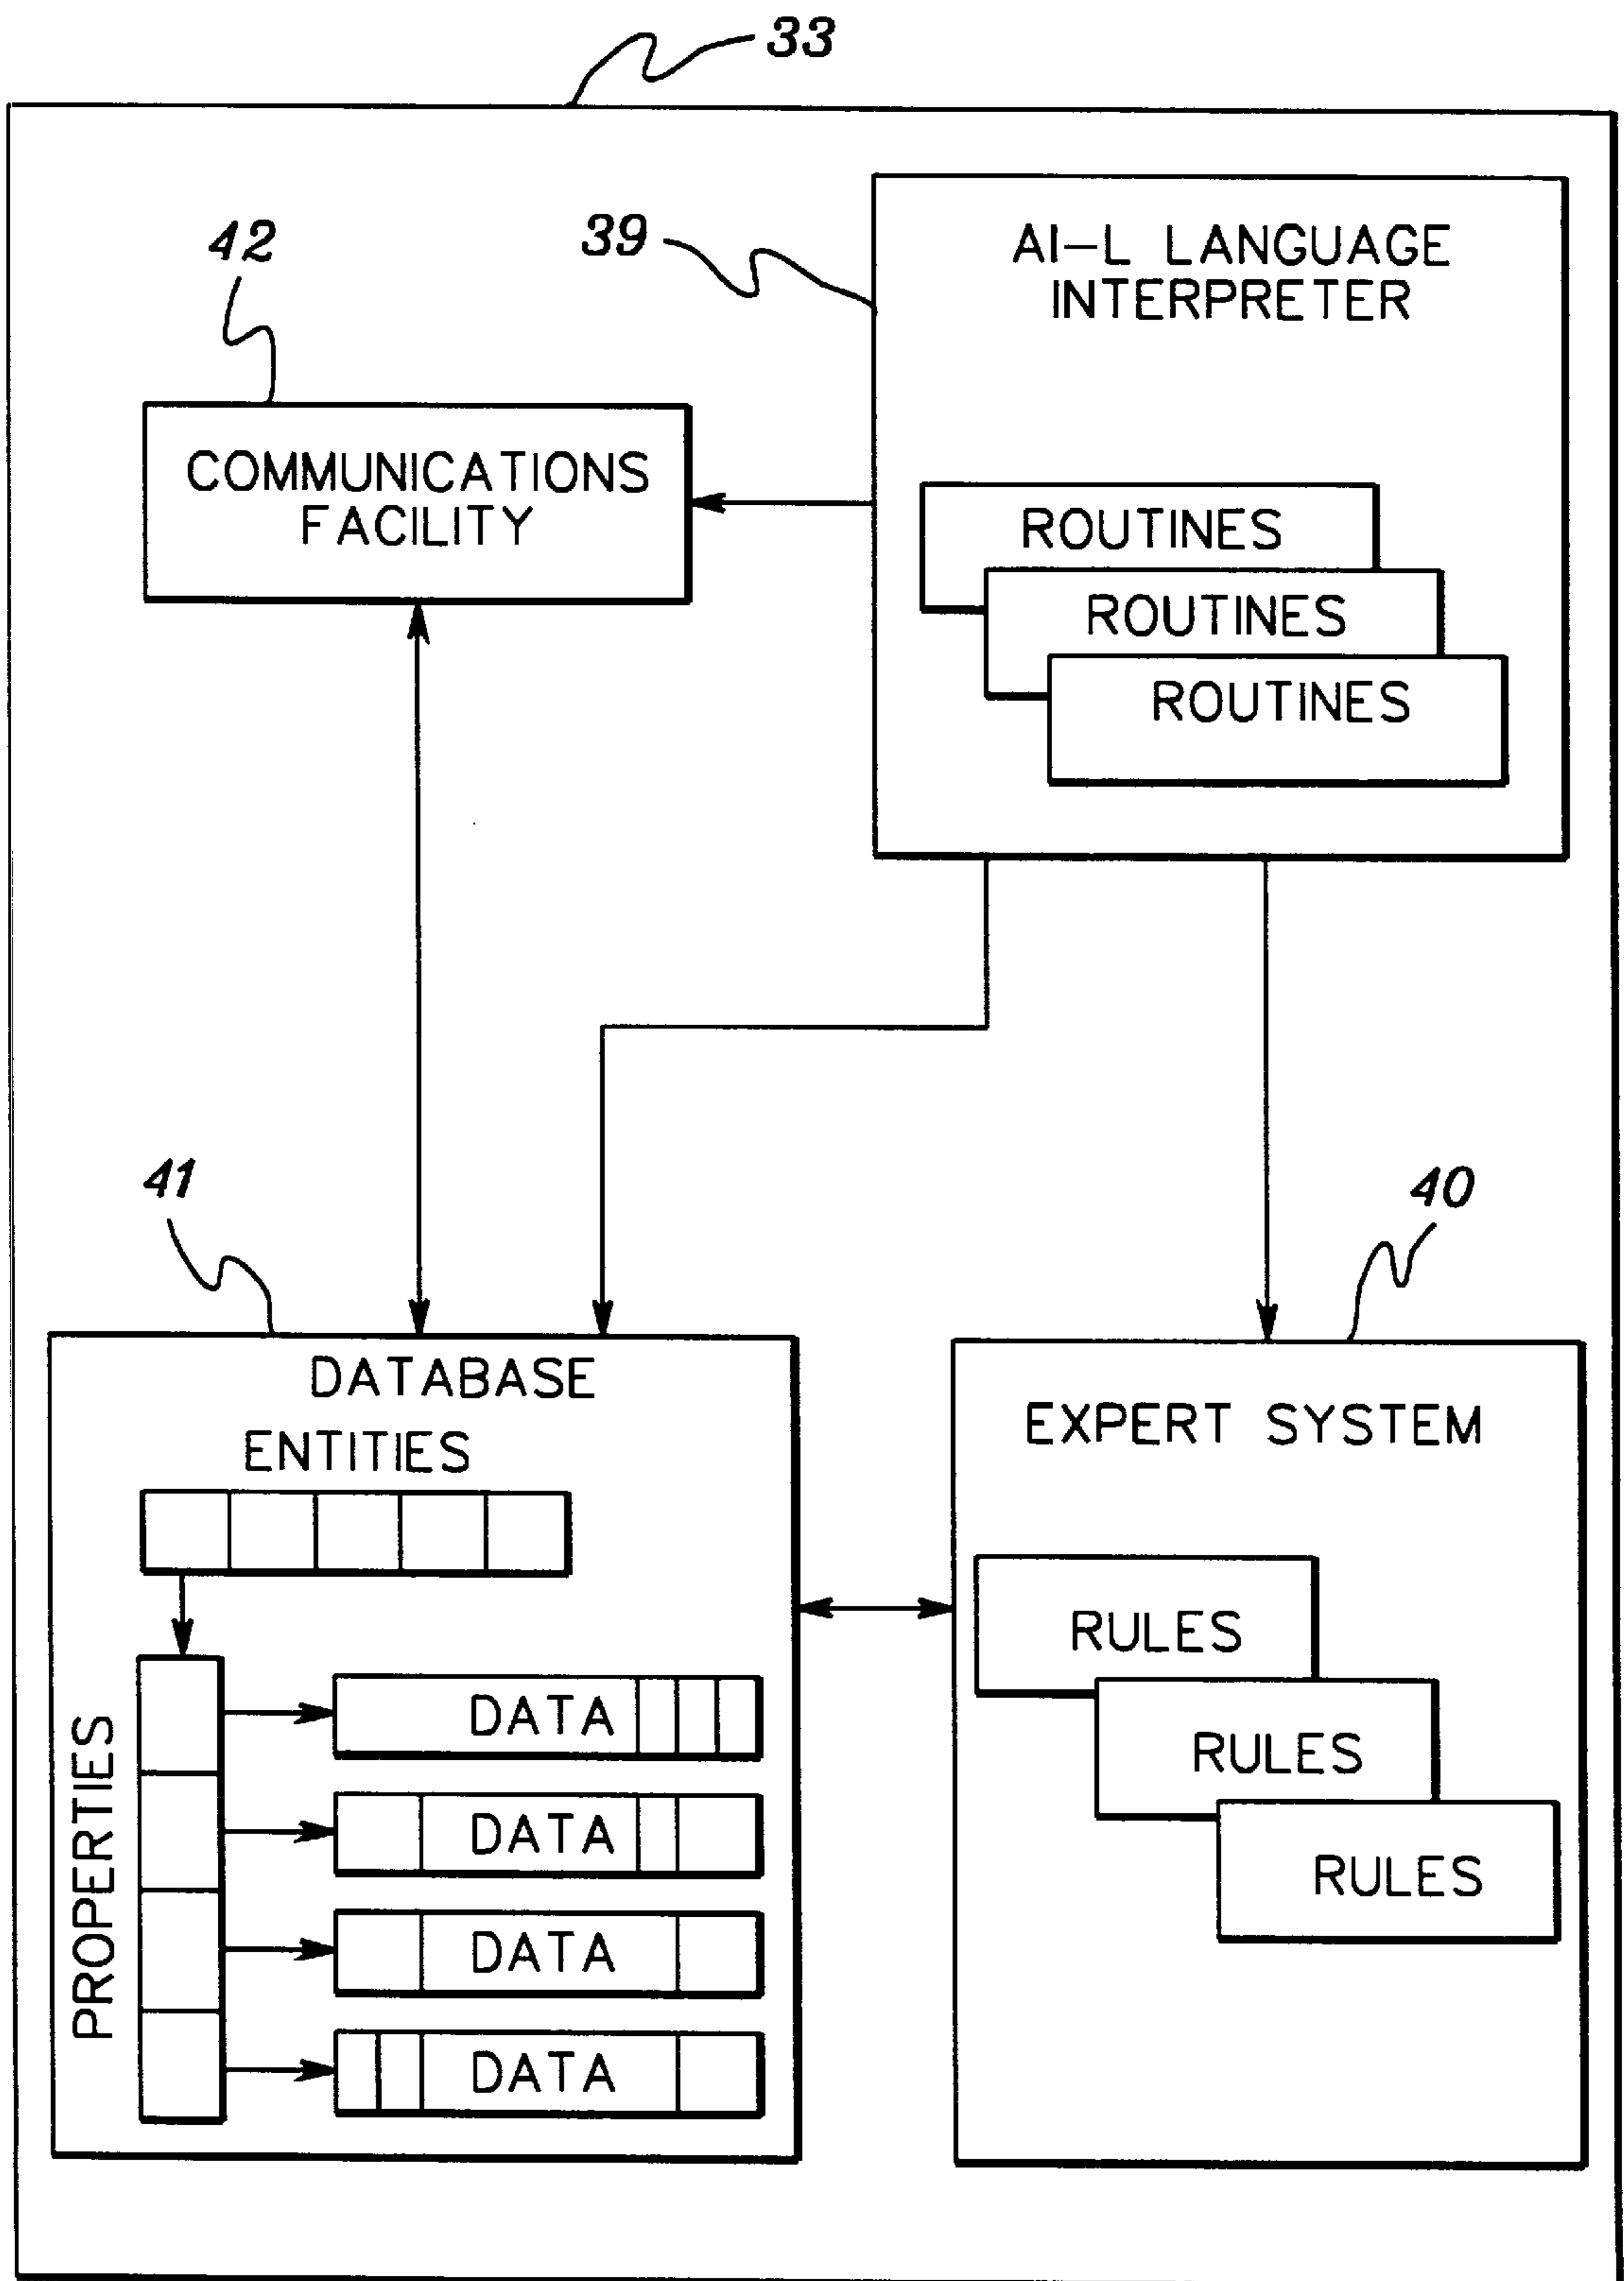 33
42
39
AI-L LANGUAGE
INTERPRETER
COMMUNICATIONS
FACILITY
ROUTINES
ROUTINES
ROUTINES
41
40
DATABASE
ENTITIES
EXPERT SYSTEM
PROPERTIES
DATA
DATA
DATA
DATA
RULES
RULES
RULES